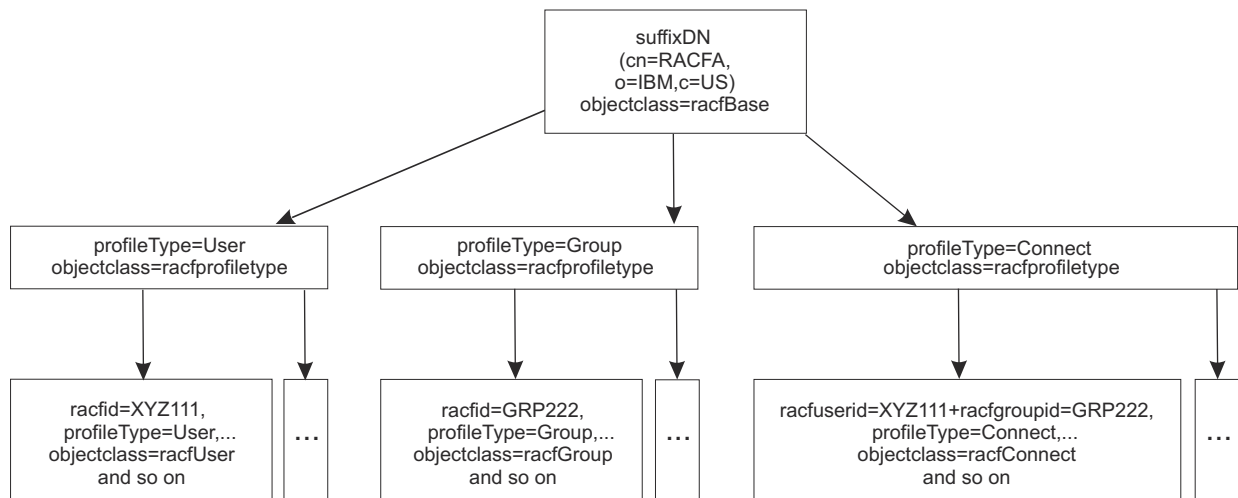 suffixDN
(cn=RACFA,
o=IBM,c=US)
objectclass=racfBase
profileType=User
objectclass=racfprofiletype
profileType=Group
objectclass=racfprofiletype
profileType=Connect
objectclass=racfprofiletype
racfid=XYZ111,
profileType=User,...
objectclass=racfUser
and so on
...
racfid=GRP222,
profileType=Group,...
objectclass=racfGroup
and so on
...
racfuserid=XYZ111+racfgroupid=GRP222,
profileType=Connect,...
objectclass=racfConnect
and so on
...